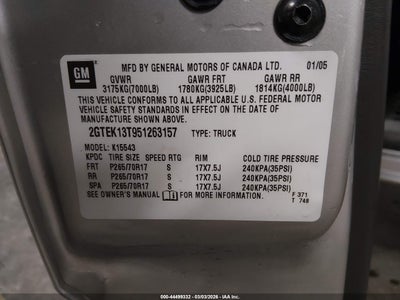 GM
MFD BY GENERAL MOTORS OF CANADA LTD. 01/05
GVWR GAWR FRT GAWR RR
3175KG(7000LB) 1780KG(3925LB) 1814KG(4000LB)
THIS VEHICLE CONFORMS TO ALL APPLICABLE U.S. FEDERAL MOTOR
VEHICLE SAFETY STANDARDS IN EFFECT ON THE DATE OF
MANUFACTURE SHOWN ABOVE.
2GTEK13T951263157 TYPE: TRUCK
MODEL: K15543
KPDC TIRE SIZE SPEED RTG RIM COLD TIRE PRESSURE
FRT P265/70R17 S 17X7.5J 240KPA(35PSI)
RR P265/70R17 S 17X7.5J 240KPA(35PSI)
SPA P265/70R17 S 17X7.5J 240KPA(35PSI)
SEE OWNER'S MANUAL FOR MORE INFORMATION. F 371
T 748
000-44499332 - 03/03/2026 - IAA Inc.